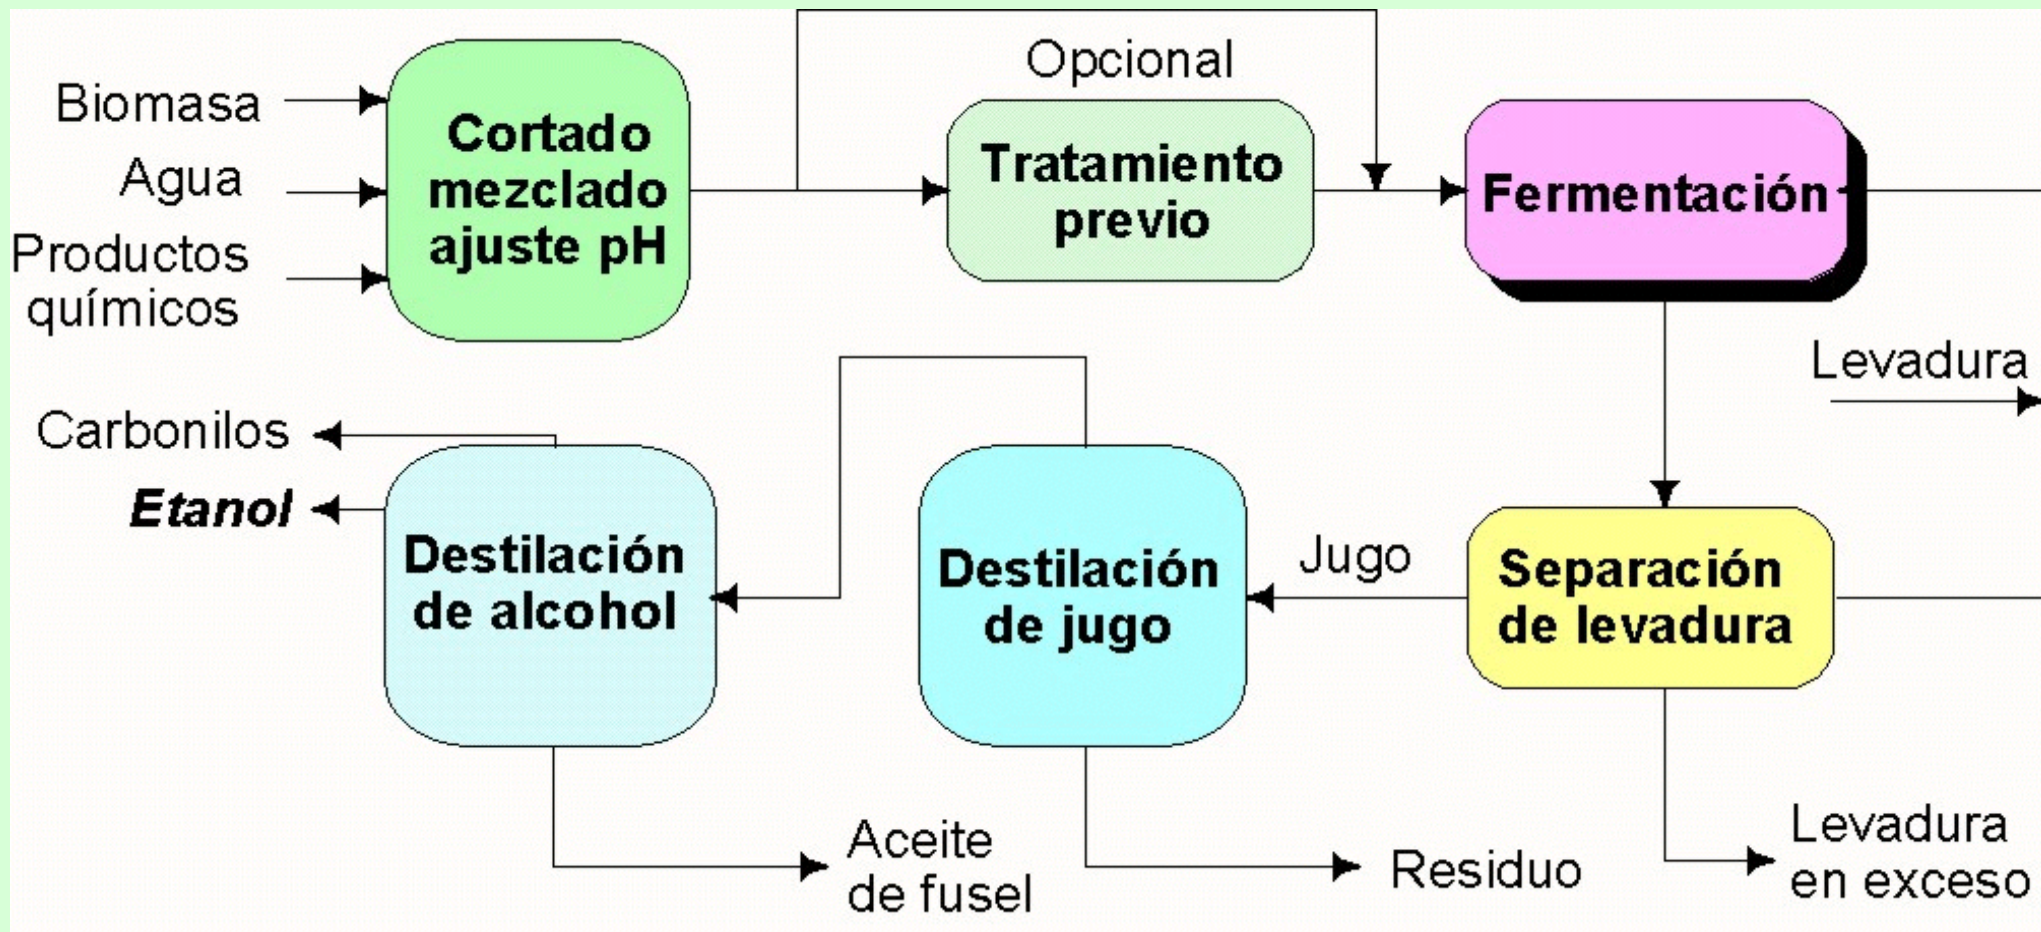 Opcional
Biomasa
Agua
Productos
químicos
Cortado
mezclado
ajuste pH
Tratamiento
previo
Fermentación
Levadura
Carbonilos
Etanol
Destilación
de alcohol
Destilación
de jugo
Jugo
Separación
de levadura
Aceite
de fusel
Residuo
Levadura
en exceso